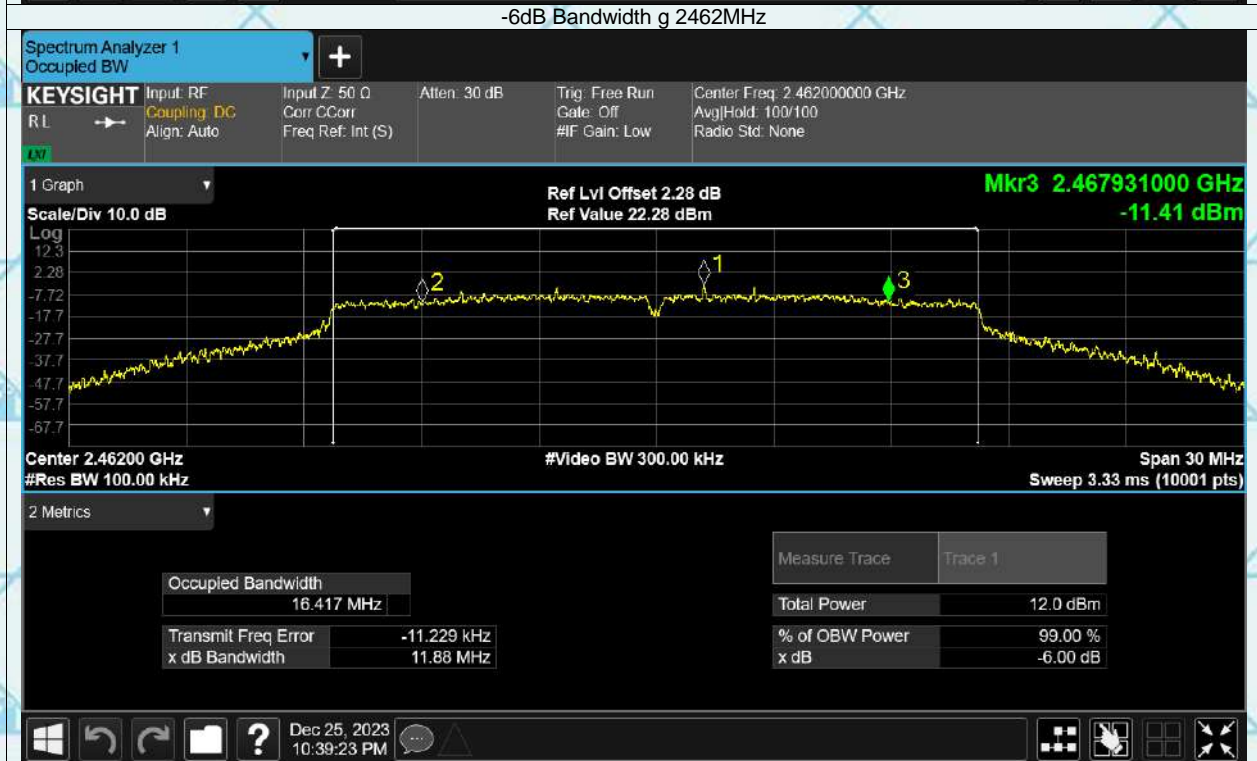 -6dB Bandwidth g 2462MHz
Spectrum Analyzer 1
Occupied BW
+
KEYSIGHT
R L
LXI
Input: RF
Coupling: DC
Align: Auto
Input Z: 50 Ω
Corr CCorr
Freq Ref: Int (S)
Atten: 30 dB
Trig: Free Run
Gate: Off
#IF Gain: Low
Center Freq: 2.462000000 GHz
Avg|Hold: 100/100
Radio Std: None
1 Graph
Scale/Div 10.0 dB
Ref Lvl Offset 2.28 dB
Ref Value 22.28 dBm
Mkr3 2.467931000 GHz
-11.41 dBm
Log
12.3
2.28
-7.72
-17.7
-27.7
-37.7
-47.7
-57.7
-67.7
2
1
3
Center 2.46200 GHz
#Res BW 100.00 kHz
#Video BW 300.00 kHz
Span 30 MHz
Sweep 3.33 ms (10001 pts)
2 Metrics
Measure Trace Trace 1
Occupied Bandwidth
16.417 MHz
Total Power 12.0 dBm
Transmit Freq Error -11.229 kHz
x dB Bandwidth 11.88 MHz
% of OBW Power 99.00 %
x dB -6.00 dB
?
Dec 25, 2023
10:39:23 PM